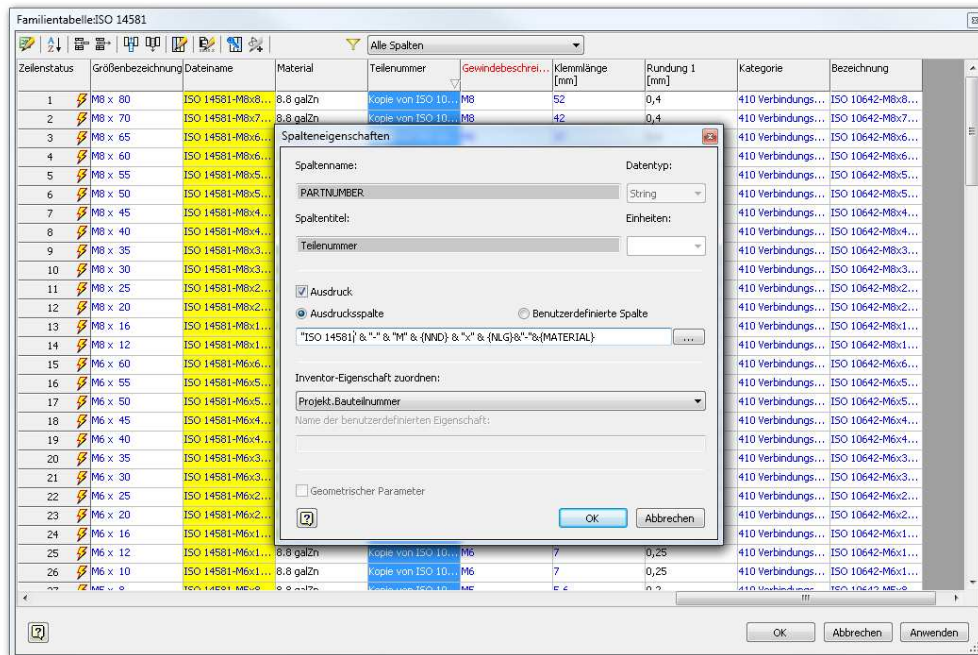 Familientabelle:ISO 14581
Alle Spalten
Zeilenstatus Größenbezeichnung Dateiname Material Teilenummer Gewindebeschrei... Klemmlänge [mm] Rundung 1 [mm] Kategorie Bezeichnung
1 M8 x 80 ISO 14581-M8x8... 8.8 galZn Kopie von ISO 10... M8 52 0,4 410 Verbindungs... ISO 10642-M8x8...
2 M8 x 70 ISO 14581-M8x7... 8.8 galZn Kopie von ISO 10... M8 42 0,4 410 Verbindungs... ISO 10642-M8x7...
3 M8 x 65 ISO 14581-M8x6... 410 Verbindungs... ISO 10642-M8x6...
4 M8 x 60 ISO 14581-M8x6... 410 Verbindungs... ISO 10642-M8x6...
5 M8 x 55 ISO 14581-M8x5... 410 Verbindungs... ISO 10642-M8x5...
6 M8 x 50 ISO 14581-M8x5... 410 Verbindungs... ISO 10642-M8x5...
7 M8 x 45 ISO 14581-M8x4... 410 Verbindungs... ISO 10642-M8x4...
8 M8 x 40 ISO 14581-M8x4... 410 Verbindungs... ISO 10642-M8x4...
9 M8 x 35 ISO 14581-M8x3... 410 Verbindungs... ISO 10642-M8x3...
10 M8 x 30 ISO 14581-M8x3... 410 Verbindungs... ISO 10642-M8x3...
11 M8 x 25 ISO 14581-M8x2... 410 Verbindungs... ISO 10642-M8x2...
12 M8 x 20 ISO 14581-M8x2... 410 Verbindungs... ISO 10642-M8x2...
13 M8 x 16 ISO 14581-M8x1... 410 Verbindungs... ISO 10642-M8x1...
14 M8 x 12 ISO 14581-M8x1... 410 Verbindungs... ISO 10642-M8x1...
15 M6 x 60 ISO 14581-M6x6... 410 Verbindungs... ISO 10642-M6x6...
16 M6 x 55 ISO 14581-M6x5... 410 Verbindungs... ISO 10642-M6x5...
17 M6 x 50 ISO 14581-M6x5... 410 Verbindungs... ISO 10642-M6x5...
18 M6 x 45 ISO 14581-M6x4... 410 Verbindungs... ISO 10642-M6x4...
19 M6 x 40 ISO 14581-M6x4... 410 Verbindungs... ISO 10642-M6x4...
20 M6 x 35 ISO 14581-M6x3... 410 Verbindungs... ISO 10642-M6x3...
21 M6 x 30 ISO 14581-M6x3... 410 Verbindungs... ISO 10642-M6x3...
22 M6 x 25 ISO 14581-M6x2... 410 Verbindungs... ISO 10642-M6x2...
23 M6 x 20 ISO 14581-M6x2... 410 Verbindungs... ISO 10642-M6x2...
24 M6 x 16 ISO 14581-M6x1... 410 Verbindungs... ISO 10642-M6x1...
25 M6 x 12 ISO 14581-M6x1... 8.8 galZn Kopie von ISO 10... M6 7 0,25 410 Verbindungs... ISO 10642-M6x1...
26 M6 x 10 ISO 14581-M6x1... 8.8 galZn Kopie von ISO 10... M6 7 0,25 410 Verbindungs... ISO 10642-M6x1...
Spalteneigenschaften
Spaltenname: Datentyp:
PARTNUMBER String
Spaltentitel: Einheiten:
Teilenummer
Ausdruck
Ausdrucksspalte Benutzerdefinierte Spalte
"ISO 14581" & "-" & "M" & {NND} & "x" & {NLG}&"-"&{MATERIAL} ...
Inventor-Eigenschaft zuordnen:
Projekt.Bauteilnummer
Name der benutzerdefinierten Eigenschaft:
Geometrischer Parameter
OK Abbrechen
OK Abbrechen Anwenden